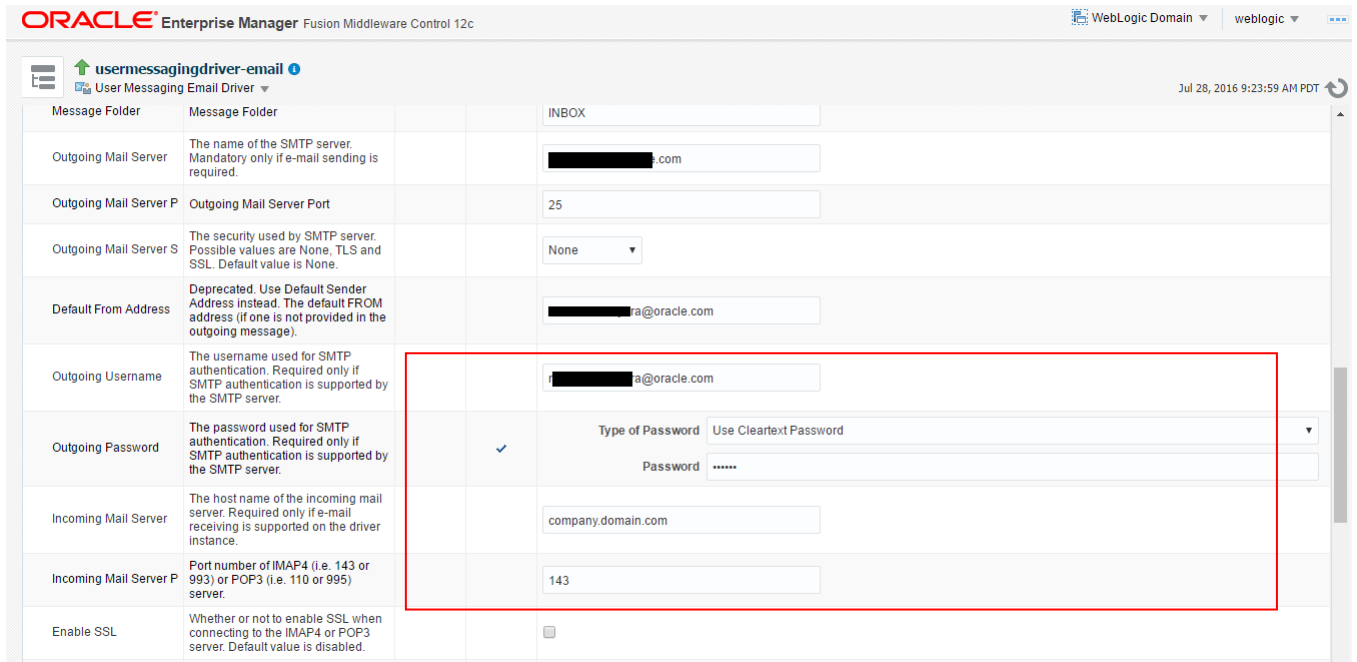 ORACLE Enterprise Manager Fusion Middleware Control 12c
WebLogic Domain weblogic
usermessagingdriver-email
User Messaging Email Driver
Jul 28, 2016 9:23:59 AM PDT
Message Folder
Message Folder
INBOX
Outgoing Mail Server
The name of the SMTP server.
Mandatory only if e-mail sending is
required.
.com
Outgoing Mail Server P
Outgoing Mail Server Port
25
Outgoing Mail Server S
The security used by SMTP server.
Possible values are None, TLS and
SSL. Default value is None.
None
Default From Address
Deprecated. Use Default Sender
Address instead. The default FROM
address (if one is not provided in the
outgoing message).
ra@oracle.com
Outgoing Username
The username used for SMTP
authentication. Required only if
SMTP authentication is supported by
the SMTP server.
ra@oracle.com
Outgoing Password
The password used for SMTP
authentication. Required only if
SMTP authentication is supported by
the SMTP server.
Type of Password Use Cleartext Password
Password ••••••
Incoming Mail Server
The host name of the incoming mail
server. Required only if e-mail
receiving is supported on the driver
instance.
company.domain.com
Incoming Mail Server P
Port number of IMAP4 (i.e. 143 or
993) or POP3 (i.e. 110 or 995)
server.
143
Enable SSL
Whether or not to enable SSL when
connecting to the IMAP4 or POP3
server. Default value is disabled.